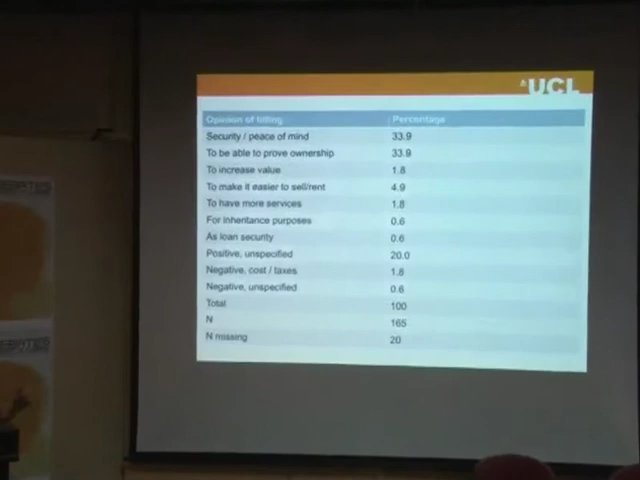 UCL
Opinion of titling Percentage
Security / peace of mind 33.9
To be able to prove ownership 33.9
To increase value 1.8
To make it easier to sell/rent 4.9
To have more services 1.8
For inheritance purposes 0.6
As loan security 0.6
Positive, unspecified 20.0
Negative, cost / taxes 1.8
Negative, unspecified 0.6
Total 100
N 165
N missing 20